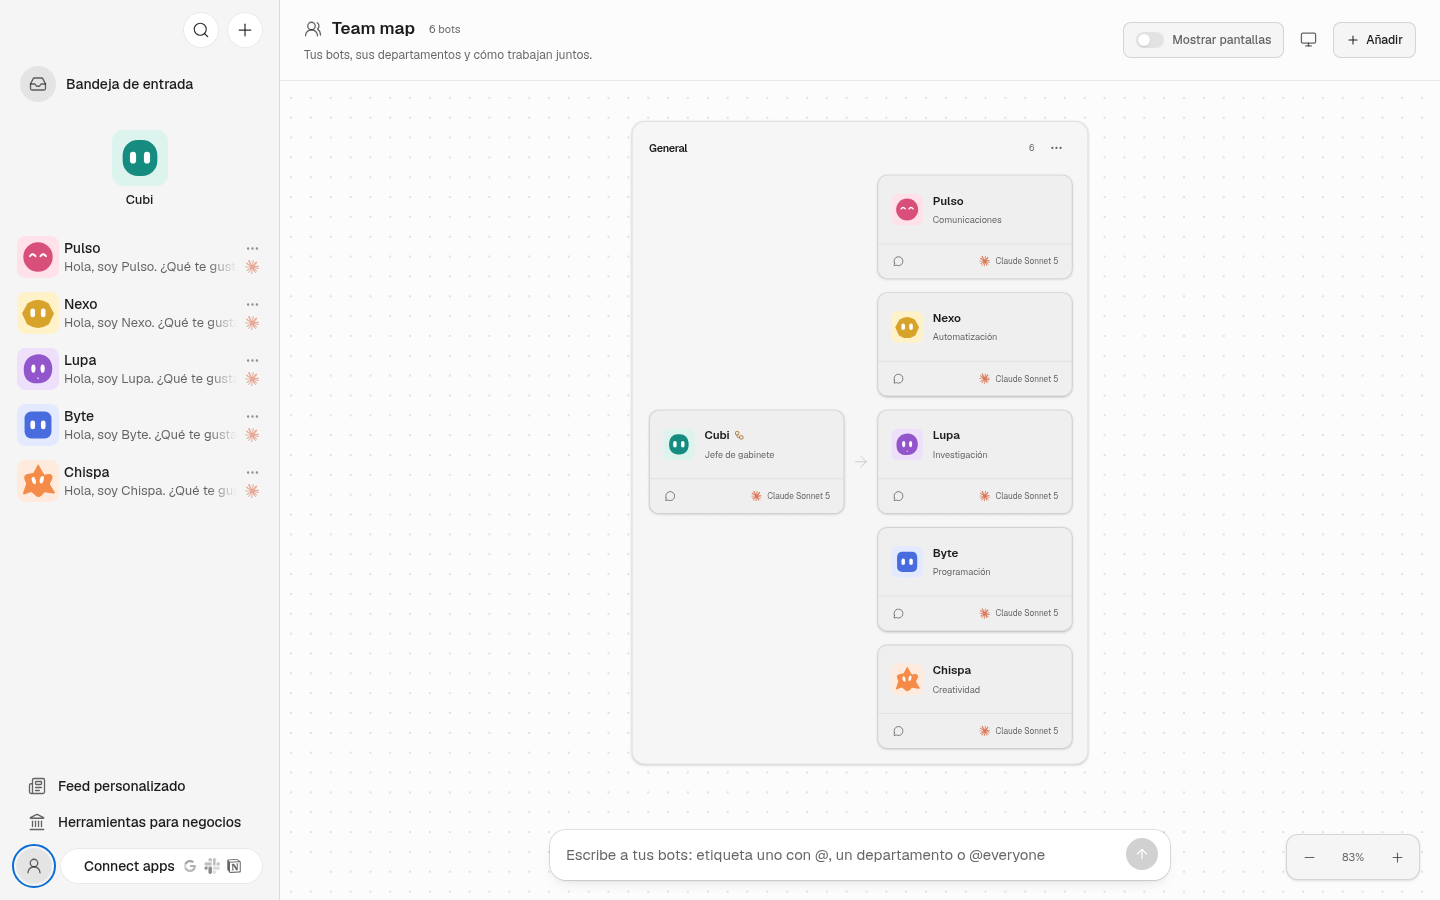 Bandeja de entrada
Cubi
Pulso
Hola, soy Pulso. ¿Qué te gust
Nexo
Hola, soy Nexo. ¿Qué te gust
Lupa
Hola, soy Lupa. ¿Qué te gust
Byte
Hola, soy Byte. ¿Qué te gusta
Chispa
Hola, soy Chispa. ¿Qué te gu
Feed personalizado
Herramientas para negocios
Connect apps
Team map 6 bots
Tus bots, sus departamentos y cómo trabajan juntos.
Mostrar pantallas
Añadir
General 6
Pulso
Comunicaciones
Claude Sonnet 5
Nexo
Automatización
Claude Sonnet 5
Cubi
Jefe de gabinete
Claude Sonnet 5
Lupa
Investigación
Claude Sonnet 5
Byte
Programación
Claude Sonnet 5
Chispa
Creatividad
Claude Sonnet 5
Escribe a tus bots: etiqueta uno con @, un departamento o @everyone
83%